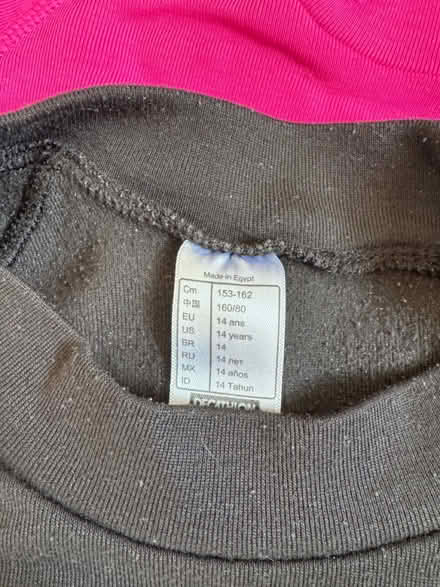 Made in Egypt
Cm 153-162
中国 160/80
EU 14 ans
US 14 years
BR 14
RU 14 лет
MX 14 años
ID 14 Tahun
DECATHLON